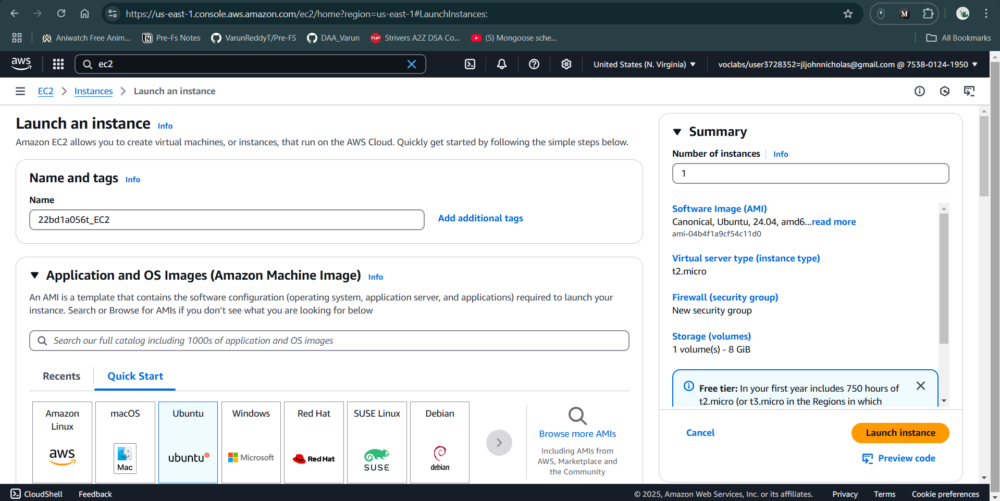 https://us-east-1.console.aws.amazon.com/ec2/home?region=us-east-1#LaunchInstances:
M
Aniwatch Free Anim...
Pre-Fs Notes
VarunReddyT/Pre-FS
DAA_Varun
TUF
Strivers A2Z DSA Co...
(5) Mongoose sche...
All Bookmarks
aws
ec2
United States (N. Virginia)
voclabs/user3728352=jljohnnicholas@gmail.com @ 7538-0124-1950
EC2
Instances
Launch an instance
Launch an instance
Info
Amazon EC2 allows you to create virtual machines, or instances, that run on the AWS Cloud. Quickly get started by following the simple steps below.
Name and tags
Info
Name
22bd1a056t_EC2
Add additional tags
Application and OS Images (Amazon Machine Image)
Info
An AMI is a template that contains the software configuration (operating system, application server, and applications) required to launch your
instance. Search or Browse for AMIs if you don't see what you are looking for below
Search our full catalog including 1000s of application and OS images
Recents
Quick Start
Amazon
Linux
aws
macOS
Mac
Ubuntu
ubuntu
Windows
Microsoft
Red Hat
Red Hat
SUSE Linux
SUSE
Debian
debian
Browse more AMIs
Including AMIs from
AWS, Marketplace and
the Community
Summary
Number of instances
Info
1
Software Image (AMI)
Canonical, Ubuntu, 24.04, amd6...read more
ami-04b4f1a9cf54c11d0
Virtual server type (instance type)
t2.micro
Firewall (security group)
New security group
Storage (volumes)
1 volume(s) - 8 GiB
Free tier: In your first year includes 750 hours of
t2.micro (or t3.micro in the Regions in which
Cancel
Launch instance
Preview code
CloudShell
Feedback
© 2025, Amazon Web Services, Inc. or its affiliates.
Privacy
Terms
Cookie preferences